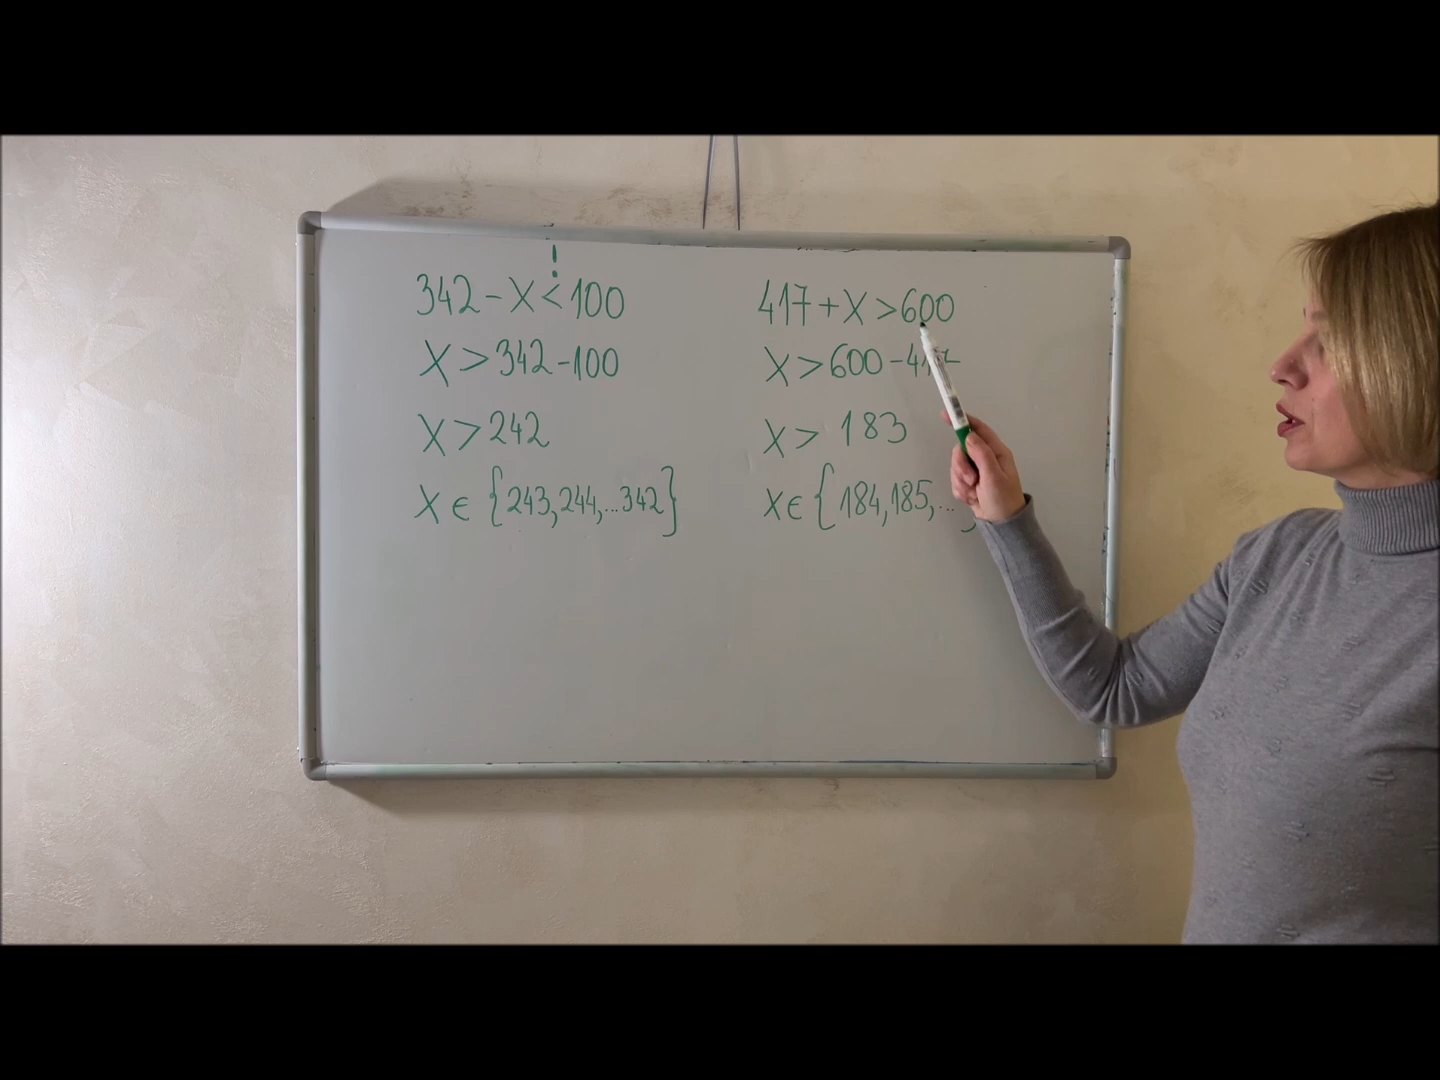 !
342 - X < 100
X > 342 - 100
X > 242
X ∈ {243, 244, ... 342}
417 + X > 600
X > 600 -
X > 183
X ∈ {184, 185, ... }